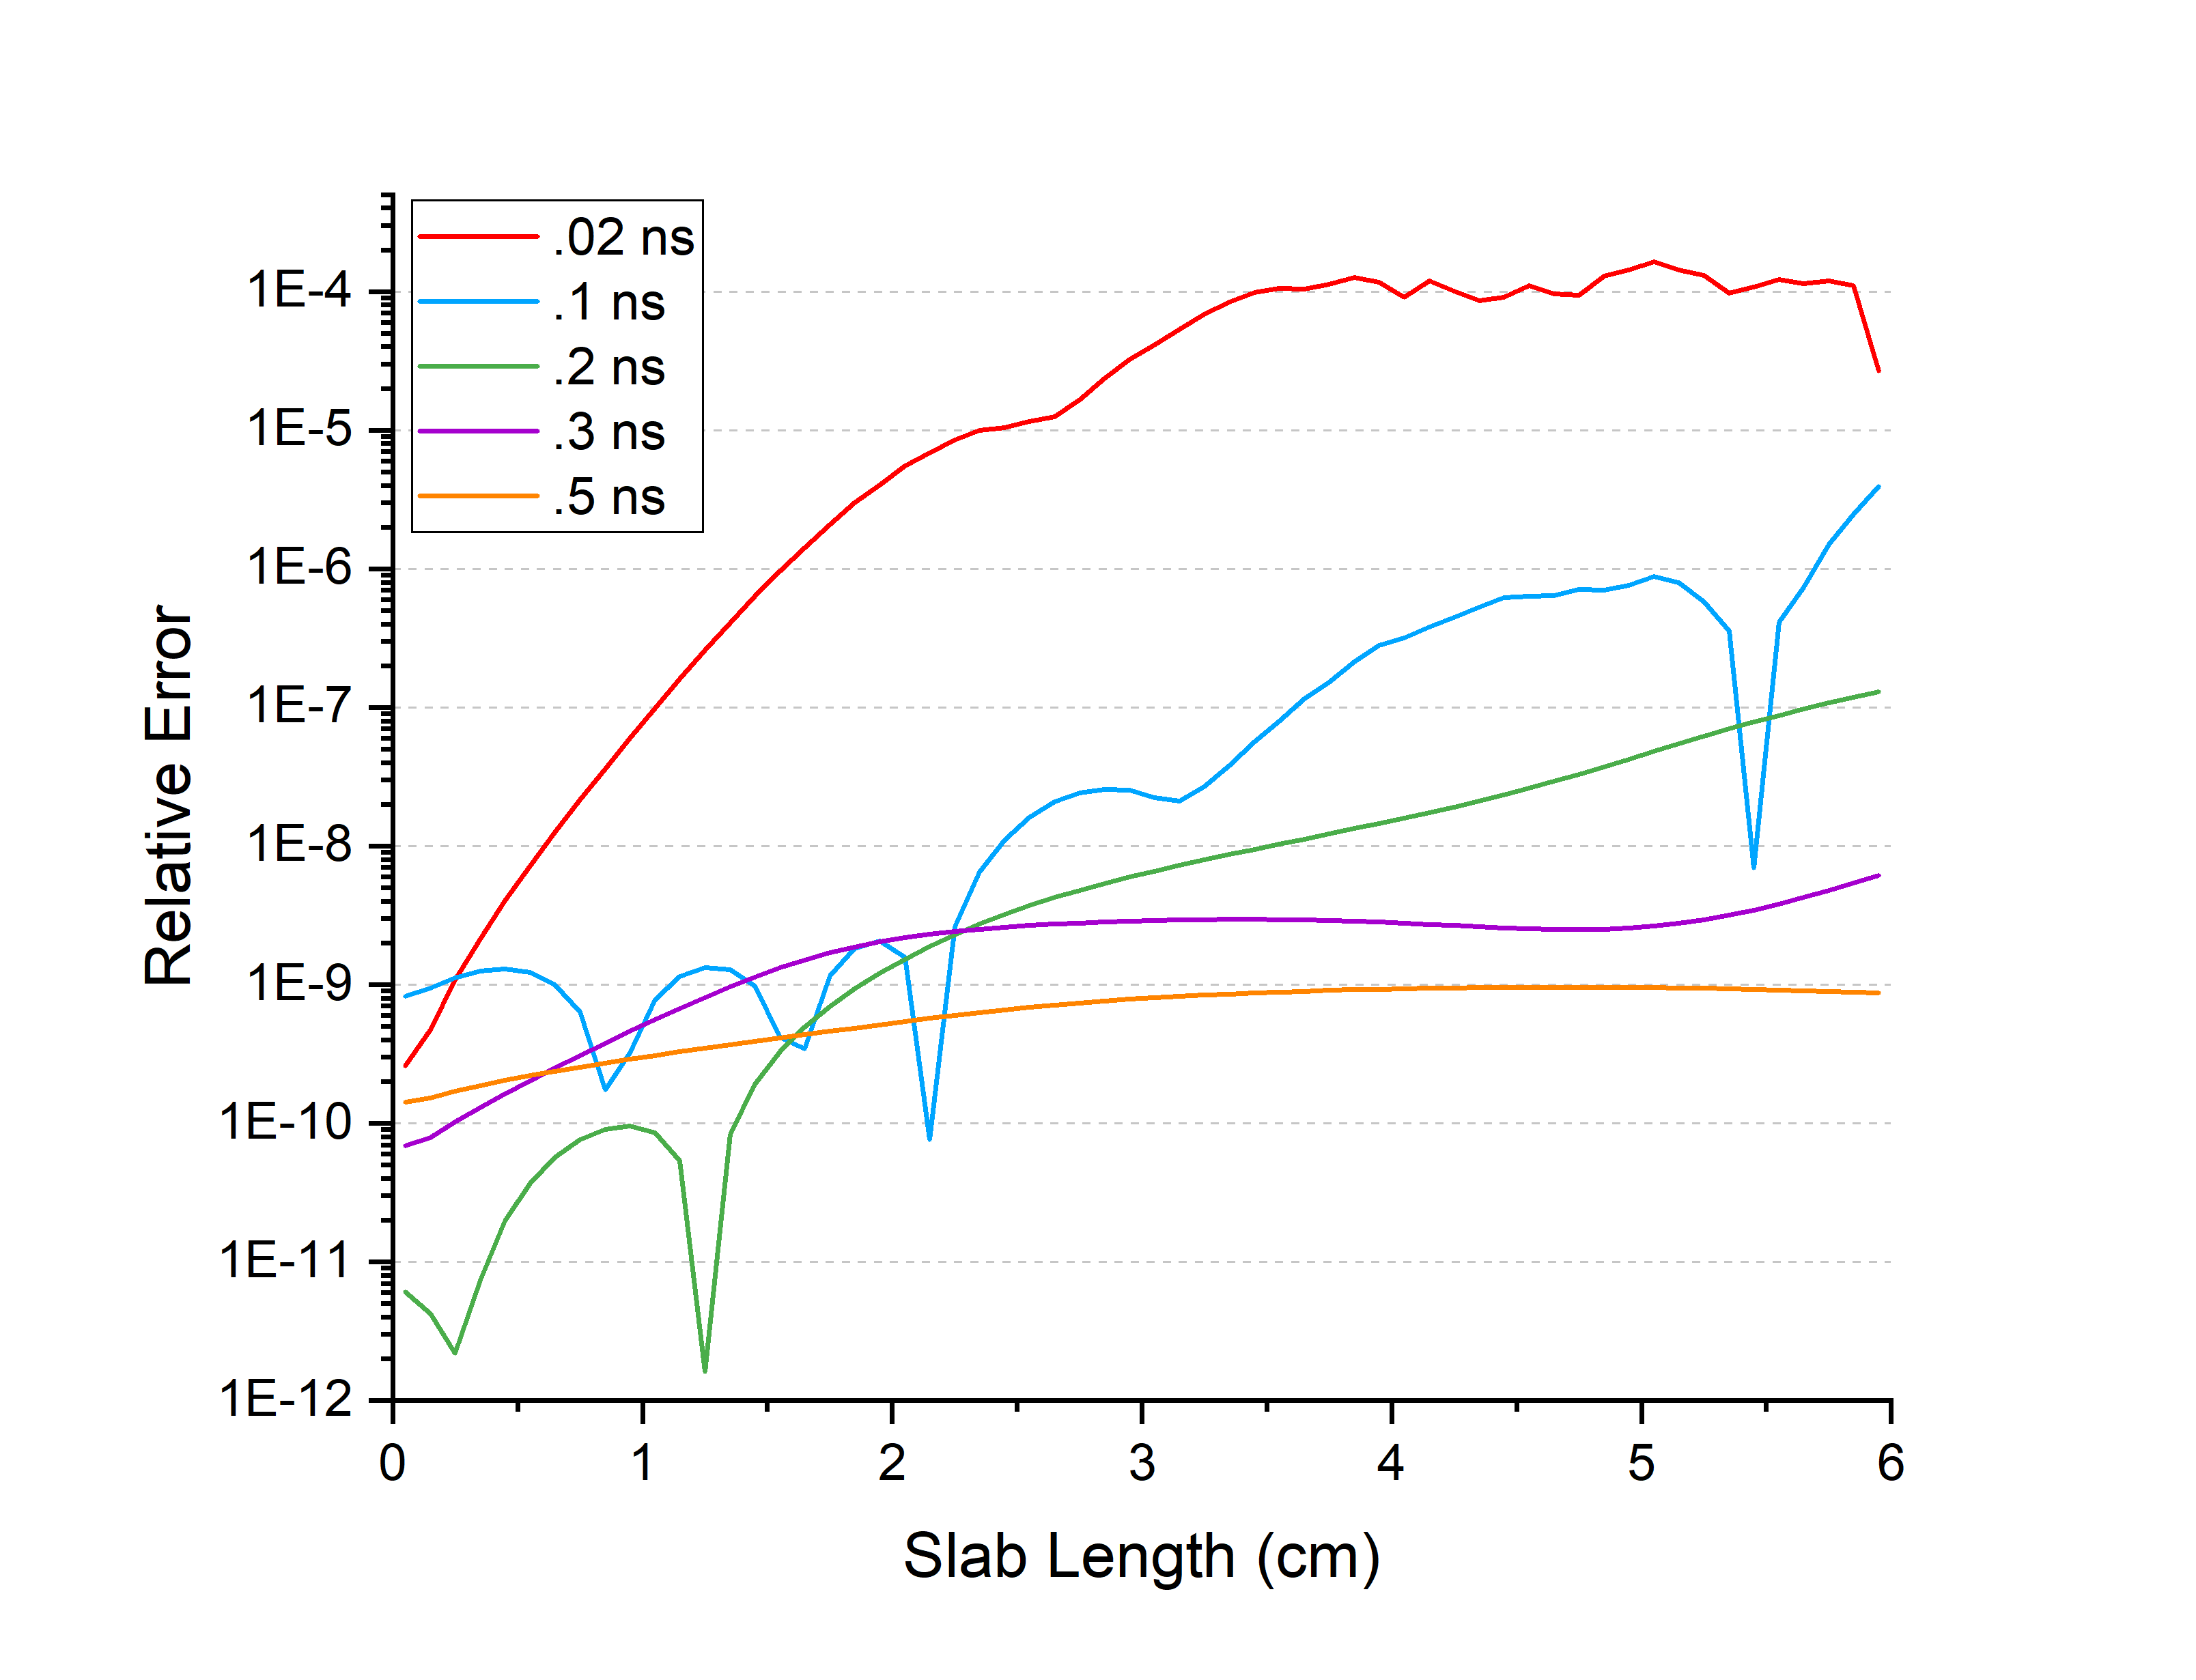 .02 ns
.1 ns
.2 ns
.3 ns
.5 ns
1E-4
1E-5
1E-6
1E-7
1E-8
1E-9
1E-10
1E-11
1E-12
Relative Error
0 1 2 3 4 5 6
Slab Length (cm)